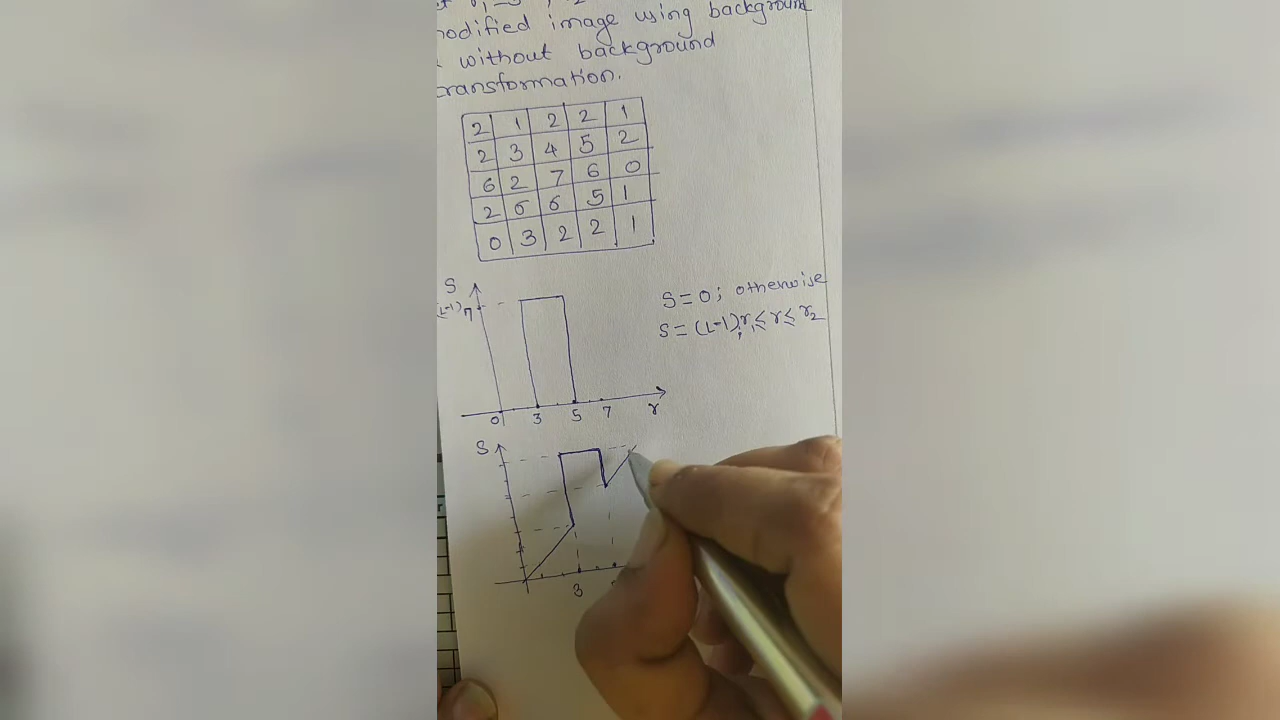 modified image using background
without background
transformation.
2 1 2 2 1
2 3 4 5 2
6 2 7 6 0
2 6 6 5 1
0 3 2 2 1
S
(L-1) 7
S = 0; otherwise
S = (L-1), r1 ≤ r ≤ r2
0 3 5 7 r
S
3